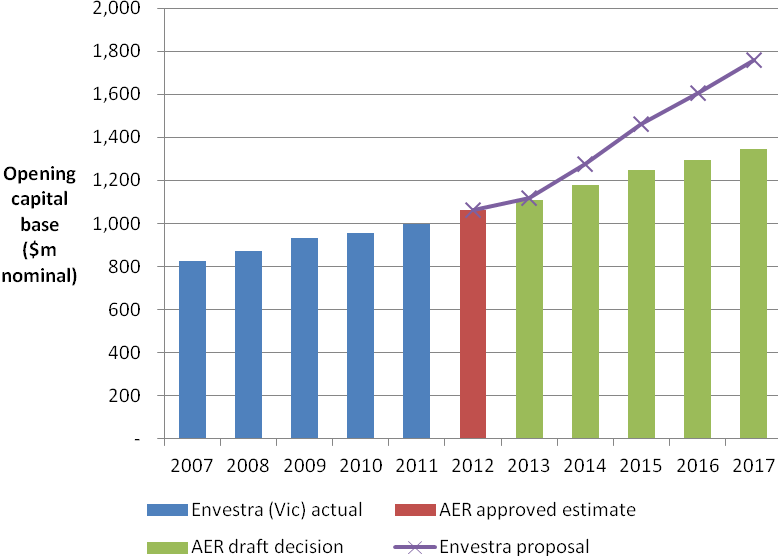 2,000
1,800
1,600
1,400
1,200
1,000
800
600
400
200
-
Opening
capital
base
($m
nominal)
2007 2008 2009 2010 2011 2012 2013 2014 2015 2016 2017
Envestra (Vic) actual AER approved estimate
AER draft decision Envestra proposal